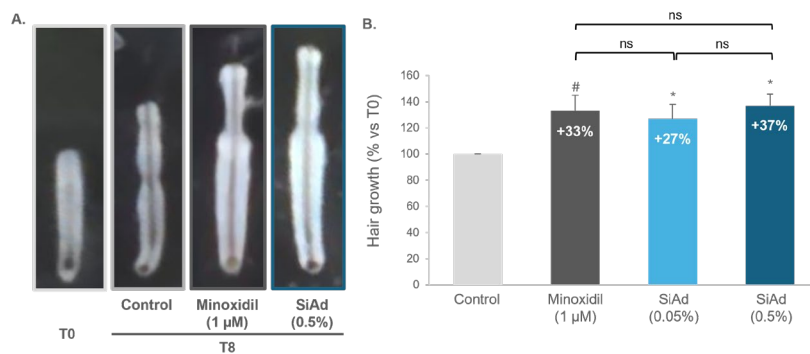 A.
T0
Control
Minoxidil
(1 µM)
SiAd
(0.5%)
T8
B.
ns
ns
ns
Hair growth (% vs T0)
160
140
120
100
80
60
40
20
0
#
*
*
+33%
+27%
+37%
Control
Minoxidil
(1 µM)
SiAd
(0.05%)
SiAd
(0.5%)